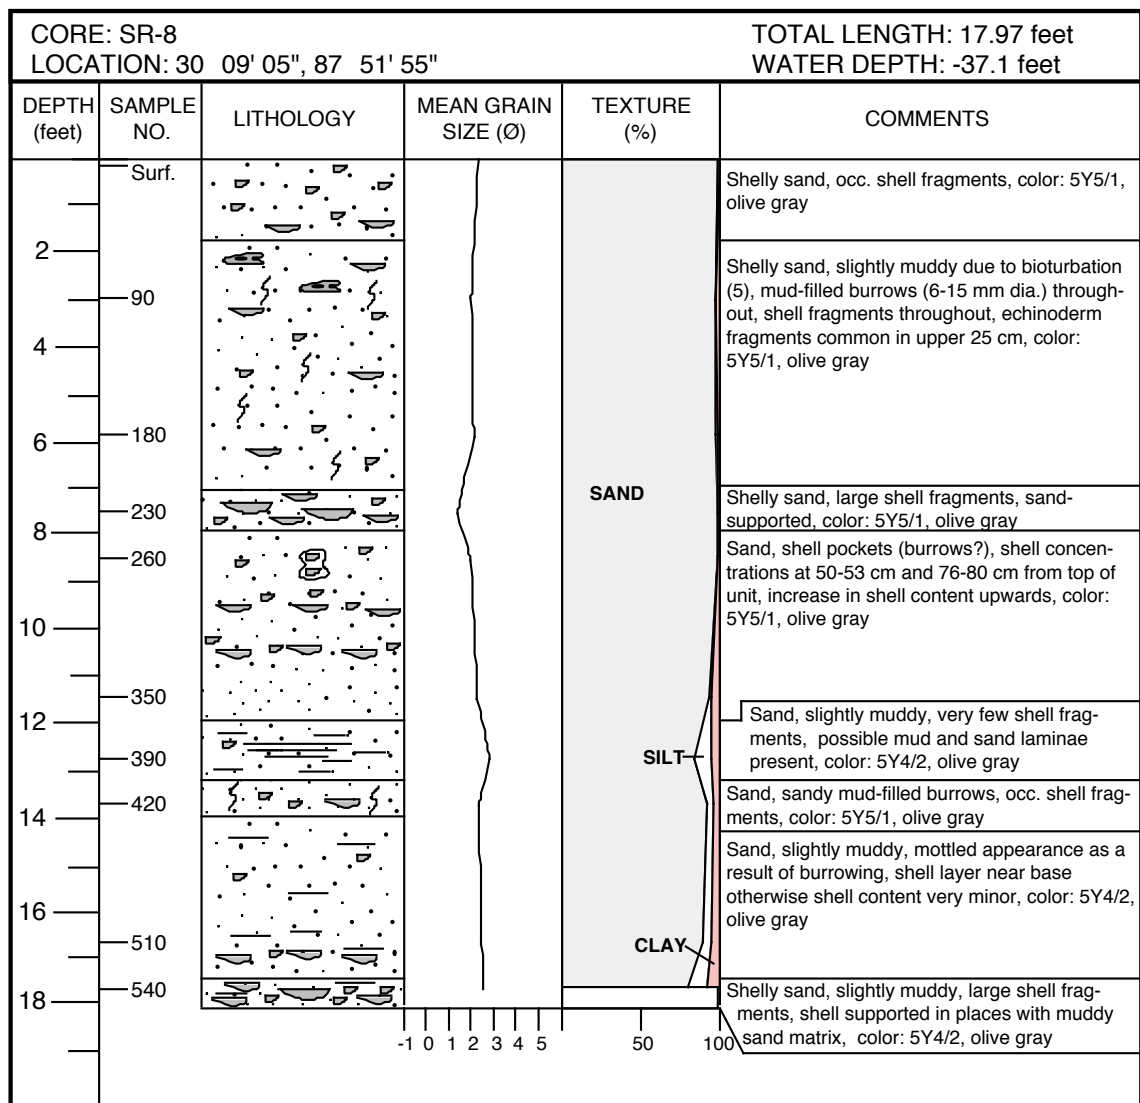 CORE: SR-8
TOTAL LENGTH: 17.97 feet
LOCATION: 30 09' 05", 87 51' 55"
WATER DEPTH: -37.1 feet
DEPTH
(feet)
SAMPLE
NO.
LITHOLOGY
MEAN GRAIN
SIZE (Ø)
TEXTURE
(%)
COMMENTS
2
4
6
8
10
12
14
16
18
Surf.
90
180
230
260
350
390
420
510
540
-1 0 1 2 3 4 5
SAND
SILT
CLAY
50
100
Shelly sand, occ. shell fragments, color: 5Y5/1,
olive gray
Shelly sand, slightly muddy due to bioturbation
(5), mud-filled burrows (6-15 mm dia.) through-
out, shell fragments throughout, echinoderm
fragments common in upper 25 cm, color:
5Y5/1, olive gray
Shelly sand, large shell fragments, sand-
supported, color: 5Y5/1, olive gray
Sand, shell pockets (burrows?), shell concen-
trations at 50-53 cm and 76-80 cm from top of
unit, increase in shell content upwards, color:
5Y5/1, olive gray
Sand, slightly muddy, very few shell frag-
ments, possible mud and sand laminae
present, color: 5Y4/2, olive gray
Sand, sandy mud-filled burrows, occ. shell frag-
ments, color: 5Y5/1, olive gray
Sand, slightly muddy, mottled appearance as a
result of burrowing, shell layer near base
otherwise shell content very minor, color: 5Y4/2,
olive gray
Shelly sand, slightly muddy, large shell frag-
ments, shell supported in places with muddy
sand matrix, color: 5Y4/2, olive gray